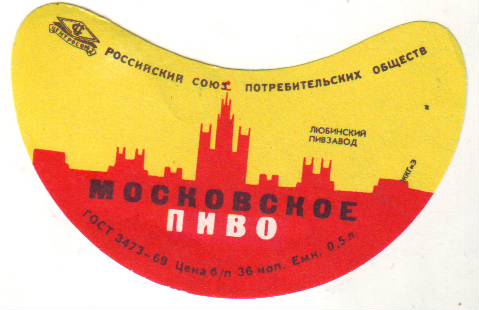 ЦЕНТРОСОЮЗ
РОССИЙСКИЙ СОЮЗ ПОТРЕБИТЕЛЬСКИХ ОБЩЕСТВ
ЛЮБИНСКИЙ
ПИВЗАВОД
МОСКОВСКОЕ
ПИВО
ГОСТ 3473-69 Цена б/п 36 коп. Емк. 0,5 л.